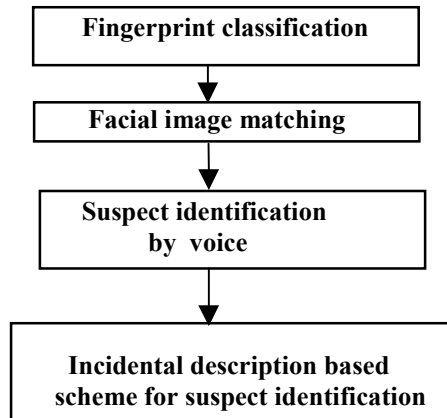 Fingerprint classification
Facial image matching
Suspect identification
by voice
Incidental description based
scheme for suspect identification